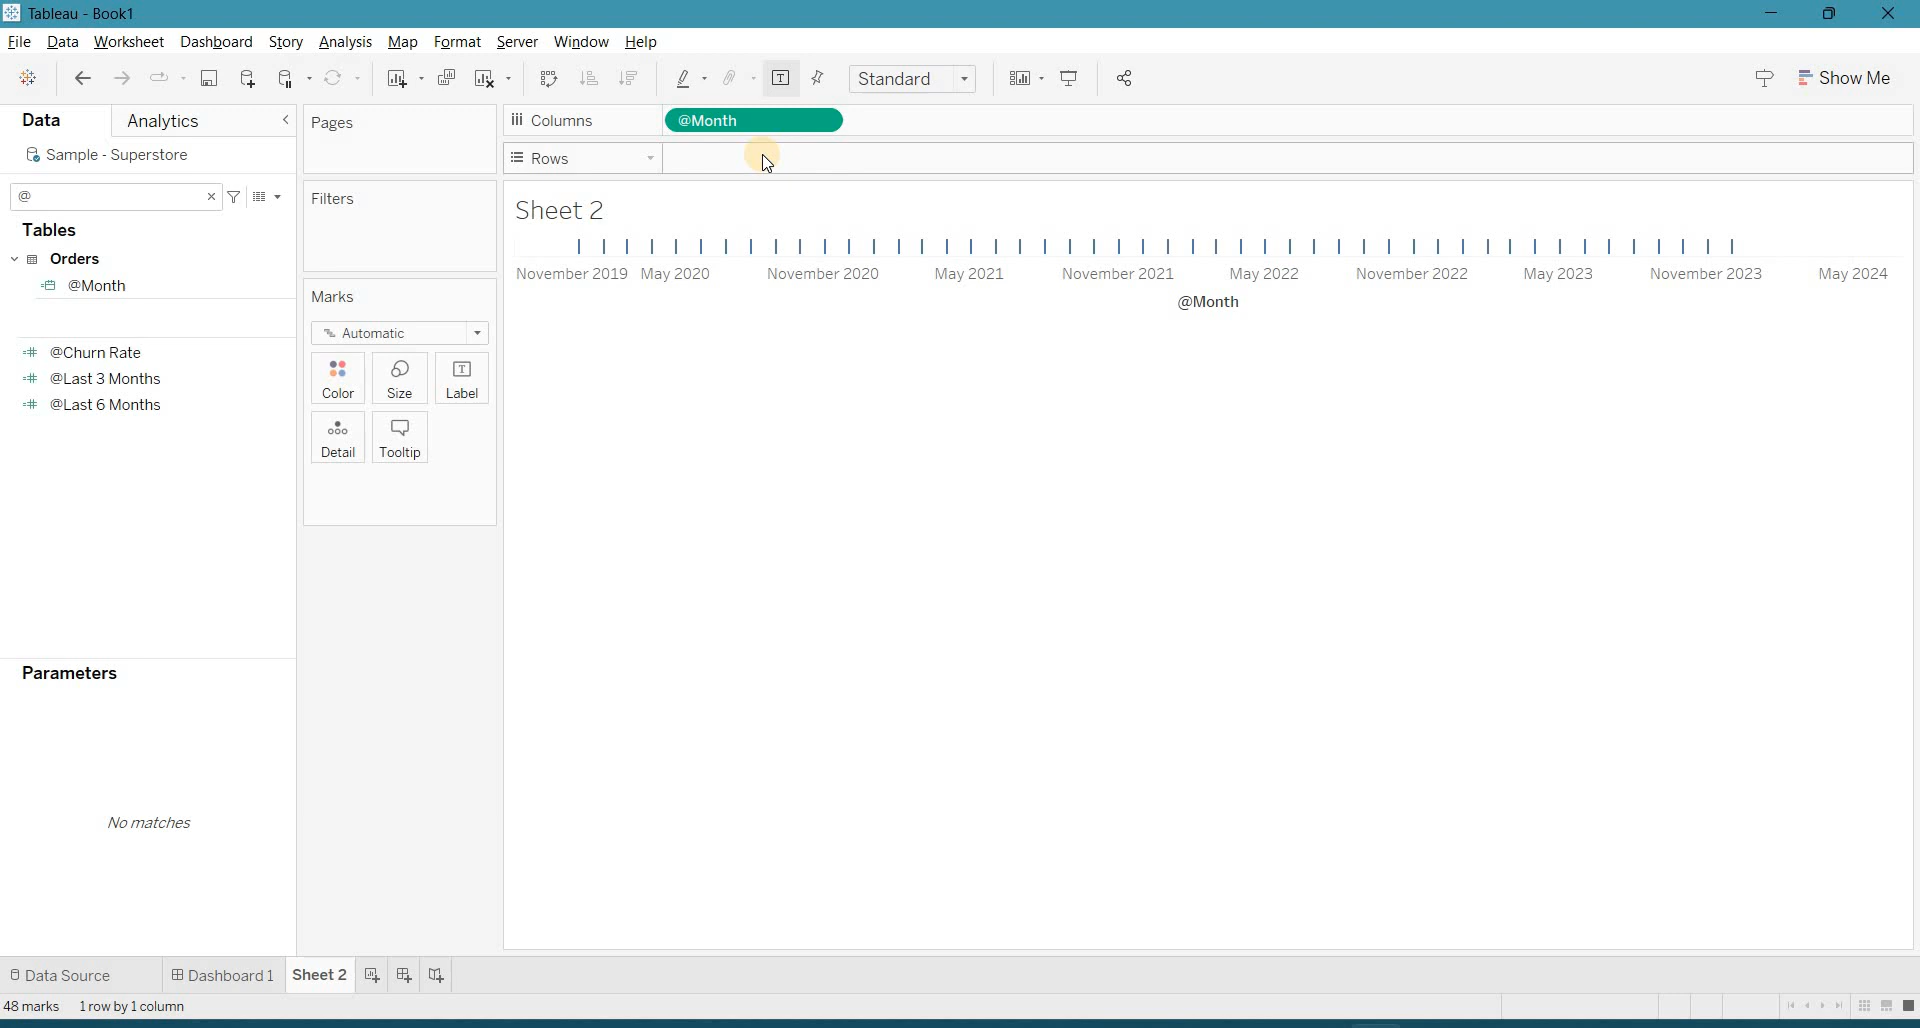 Tableau - Book1
File Data Worksheet Dashboard Story Analysis Map Format Server Window Help
Standard
Show Me
Data
Analytics
Sample - Superstore
@
Tables
Orders
@Month
@Churn Rate
@Last 3 Months
@Last 6 Months
Parameters
No matches
Pages
Filters
Marks
Automatic
Color
Size
Label
Detail
Tooltip
Columns
@Month
Rows
Sheet 2
November 2019 May 2020 November 2020 May 2021 November 2021 May 2022 November 2022 May 2023 November 2023 May 2024
@Month
Data Source
Dashboard 1
Sheet 2
48 marks 1 row by 1 column